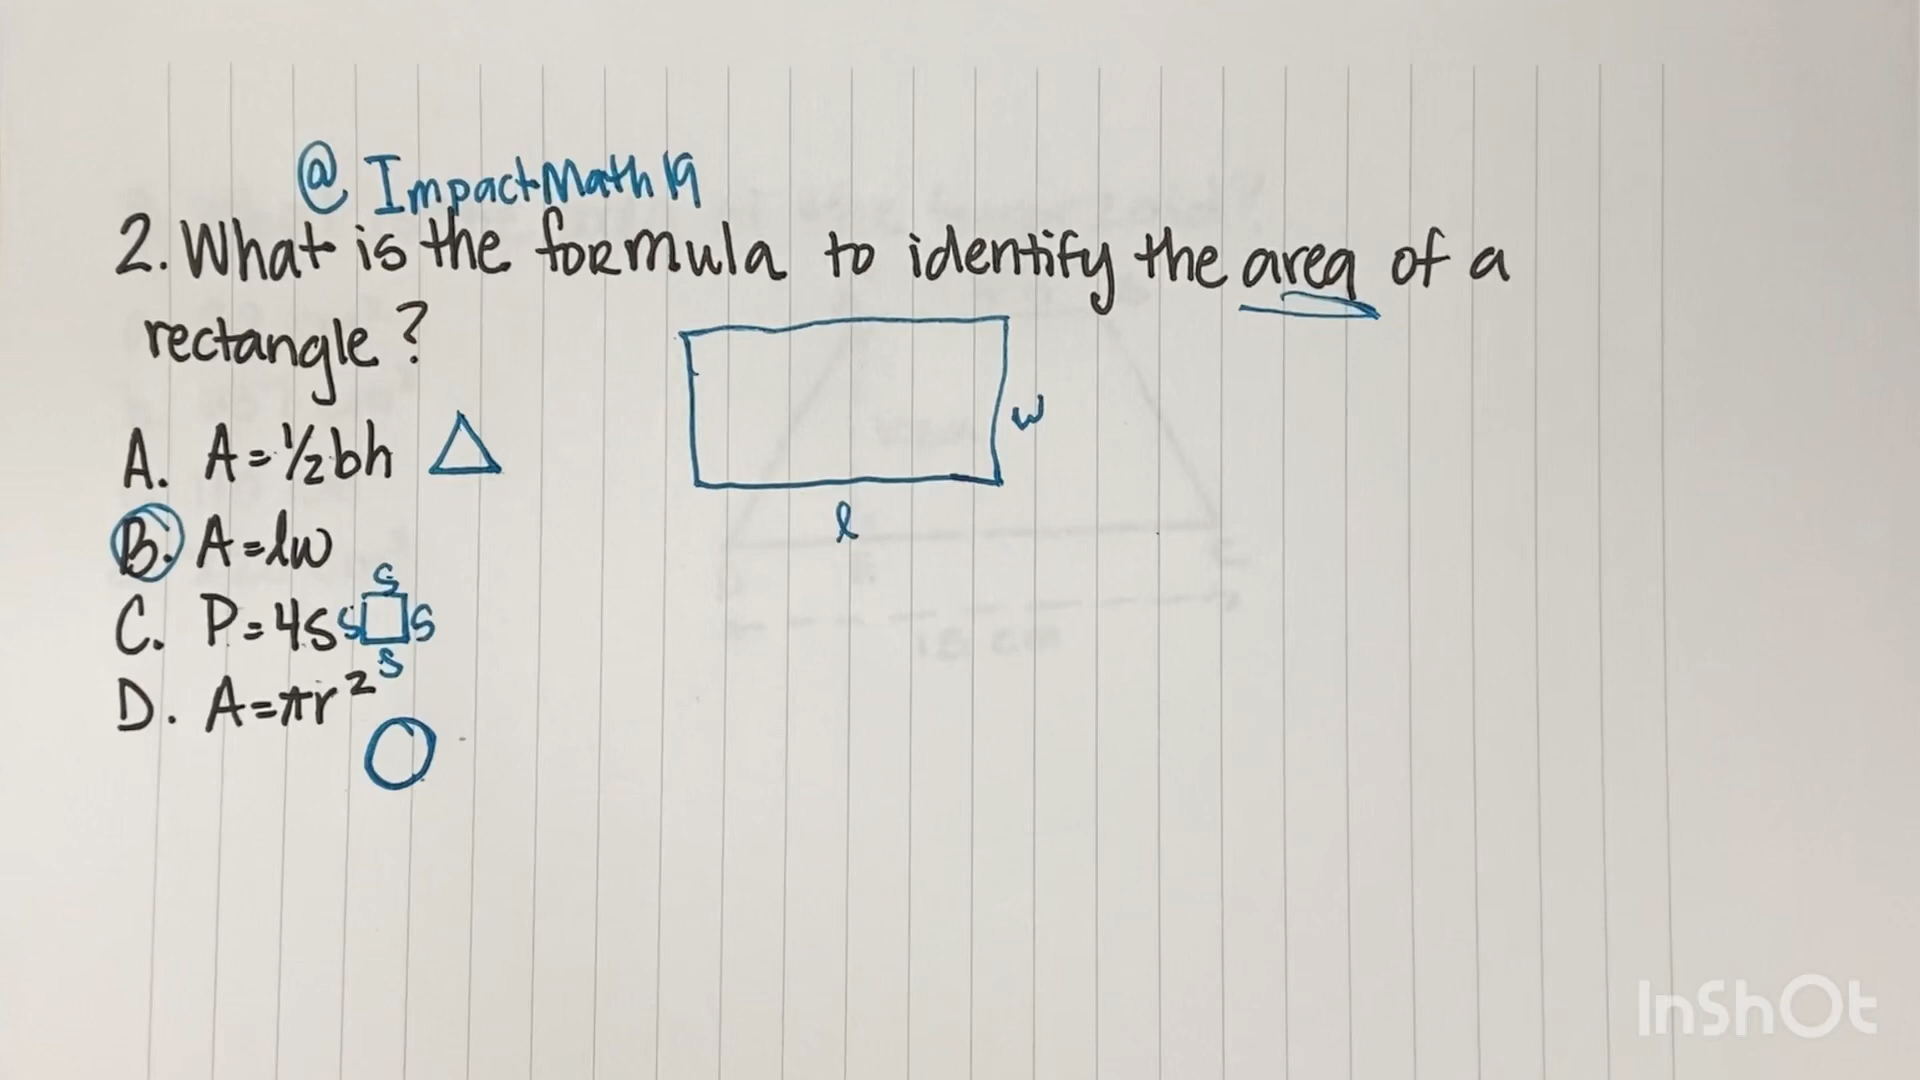 @ ImpactMath19
2. What is the formula to identify the area of a
rectangle?
A. A=½bh
w
l
B. A=lw
s
C. P=4s s s
s
D. A=πr²
InShOt